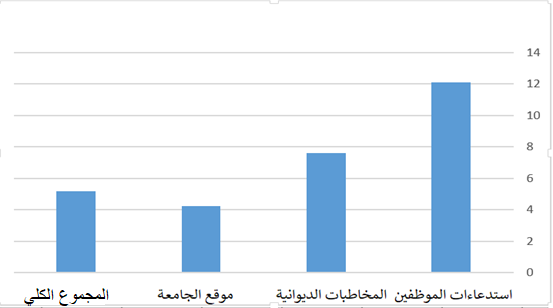 14
12
10
8
6
4
2
0
استدعاءات الموظفين
المخاطبات الديوانية
موقع الجامعة
المجموع الكلي